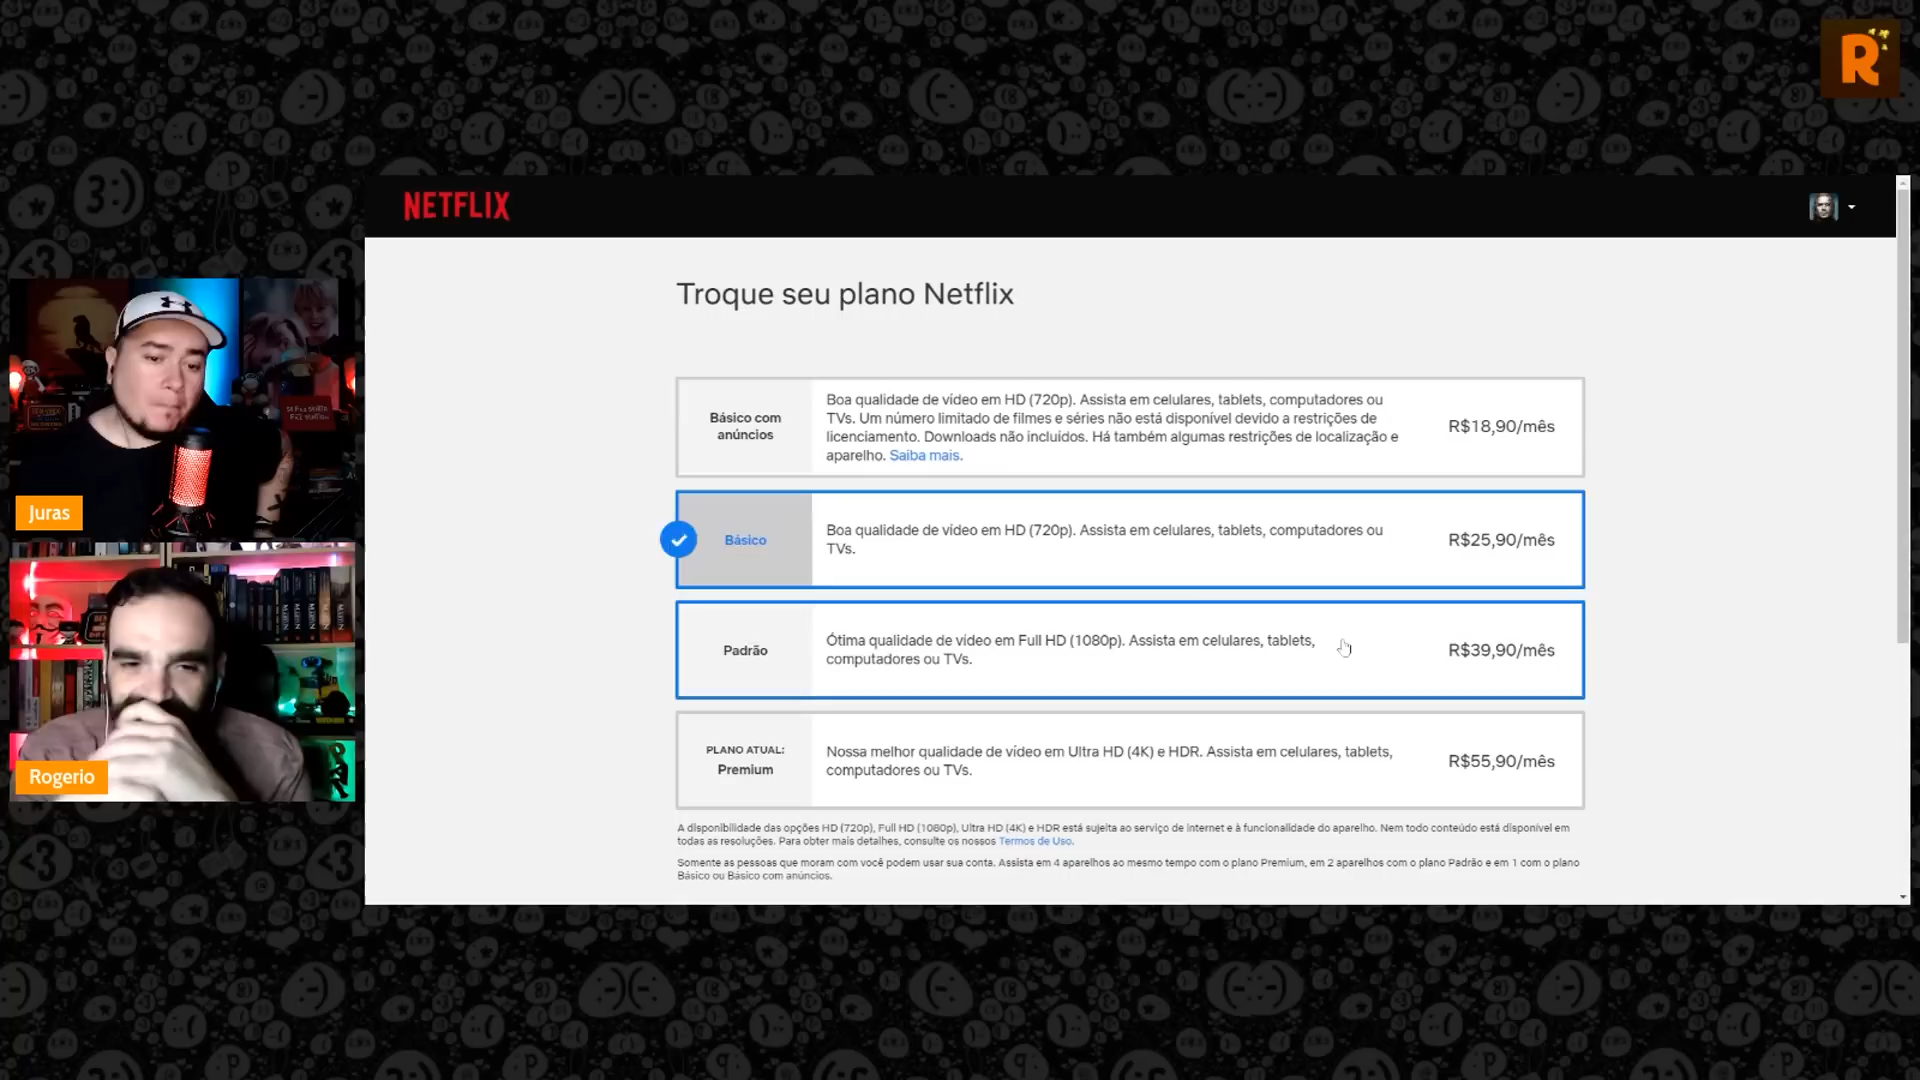 R
NETFLIX
Troque seu plano Netflix
Básico com
anúncios
Boa qualidade de vídeo em HD (720p). Assista em celulares, tablets, computadores ou
TVs. Um número limitado de filmes e séries não está disponível devido a restrições de
licenciamento. Downloads não incluídos. Há também algumas restrições de localização e
aparelho. Saiba mais.
R$18,90/mês
Básico
Boa qualidade de vídeo em HD (720p). Assista em celulares, tablets, computadores ou
TVs.
R$25,90/mês
Padrão
Ótima qualidade de vídeo em Full HD (1080p). Assista em celulares, tablets,
computadores ou TVs.
R$39,90/mês
PLANO ATUAL:
Premium
Nossa melhor qualidade de vídeo em Ultra HD (4K) e HDR. Assista em celulares, tablets,
computadores ou TVs.
R$55,90/mês
A disponibilidade das opções HD (720p), Full HD (1080p), Ultra HD (4K) e HDR está sujeita ao serviço de internet e à funcionalidade do aparelho. Nem todo conteúdo está disponível em
todas as resoluções. Para obter mais detalhes, consulte os nossos Termos de Uso.
Somente as pessoas que moram com você podem usar sua conta. Assista em 4 aparelhos ao mesmo tempo com o plano Premium, em 2 aparelhos com o plano Padrão e em 1 com o plano
Básico ou Básico com anúncios.
Juras
Rogerio